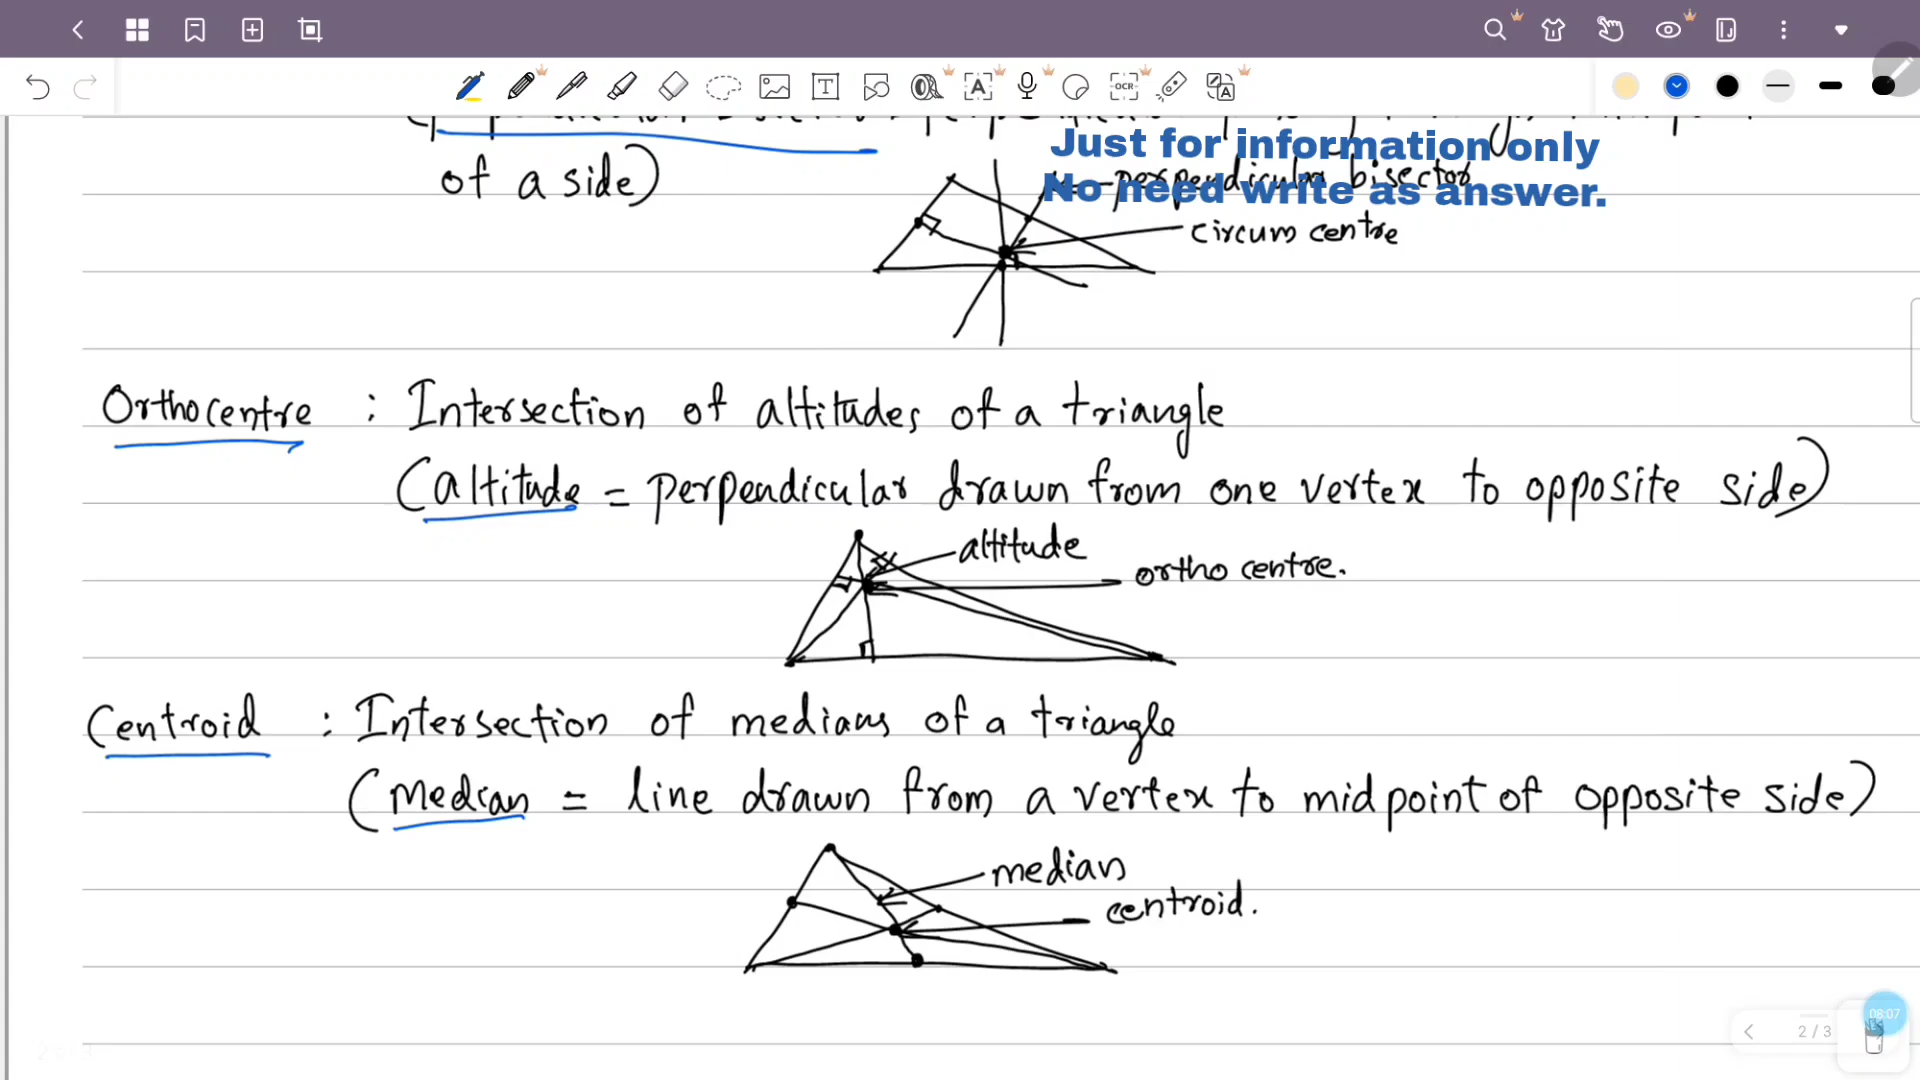 Just for information only
No need write as answer.
of a side)
perpendicular bisector
circum centre
Orthocentre : Intersection of altitudes of a triangle
(altitude = perpendicular drawn from one vertex to opposite side)
altitude
ortho centre.
Centroid : Intersection of medians of a triangle
(Median = line drawn from a vertex to midpoint of opposite side)
median
centroid.
08:07
2 / 3